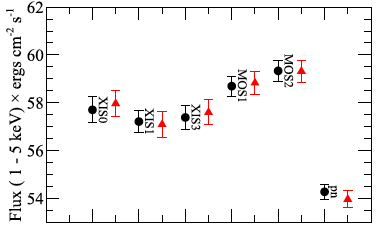 62
60
58
56
54
Flux ( 1 - 5 keV) × ergs cm⁻² s⁻¹
XIS0
XIS1
XIS3
MOS1
MOS2
pn